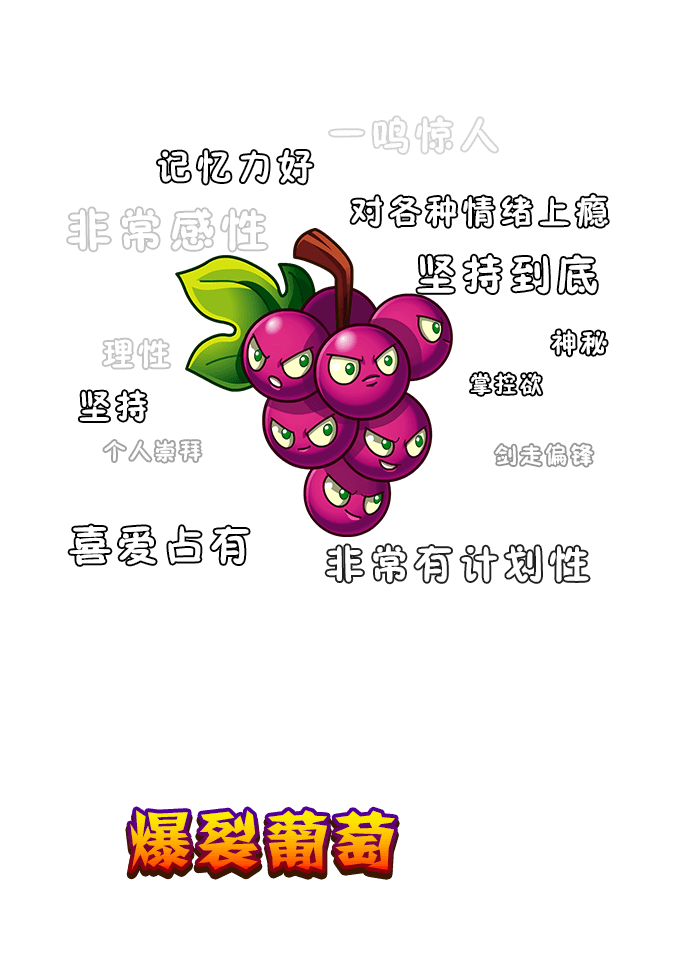 一鸣惊人
记忆力好
对各种情绪上瘾
非常感性
坚持到底
神秘
理性
掌控欲
坚持
个人崇拜
剑走偏锋
喜爱占有
非常有计划性
爆裂葡萄